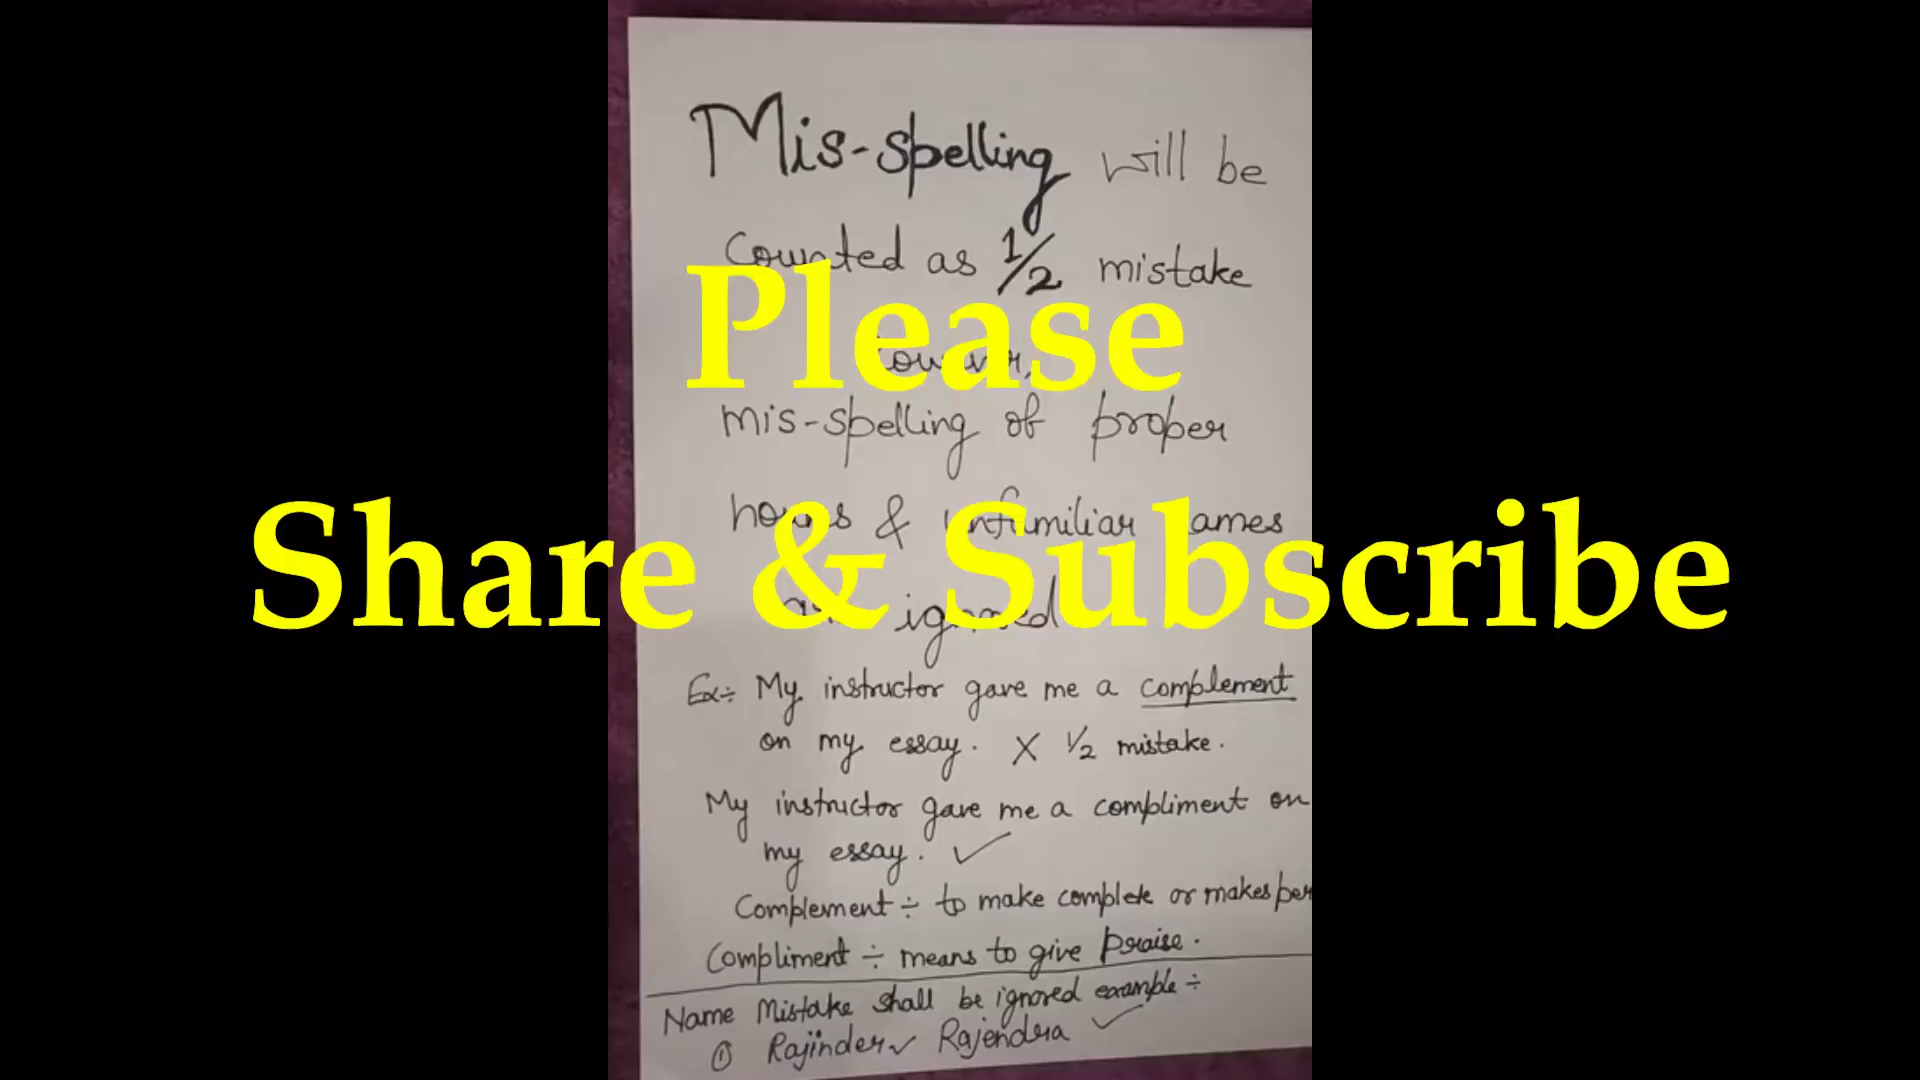 Mis-spelling will be
Counted as 1/2 mistake
Please
mis-spelling of proper
nouns & unfamiliar names
Share & Subscribe
ignored
Ex÷ My instructor gave me a complement
on my essay. X 1/2 mistake.
My instructor gave me a compliment on
my essay. ✓
Complement ÷ to make complete or makes per
Compliment ÷ means to give praise.
Name Mistake shall be ignored example ÷
① Rajinder ✓ Rajendra ✓